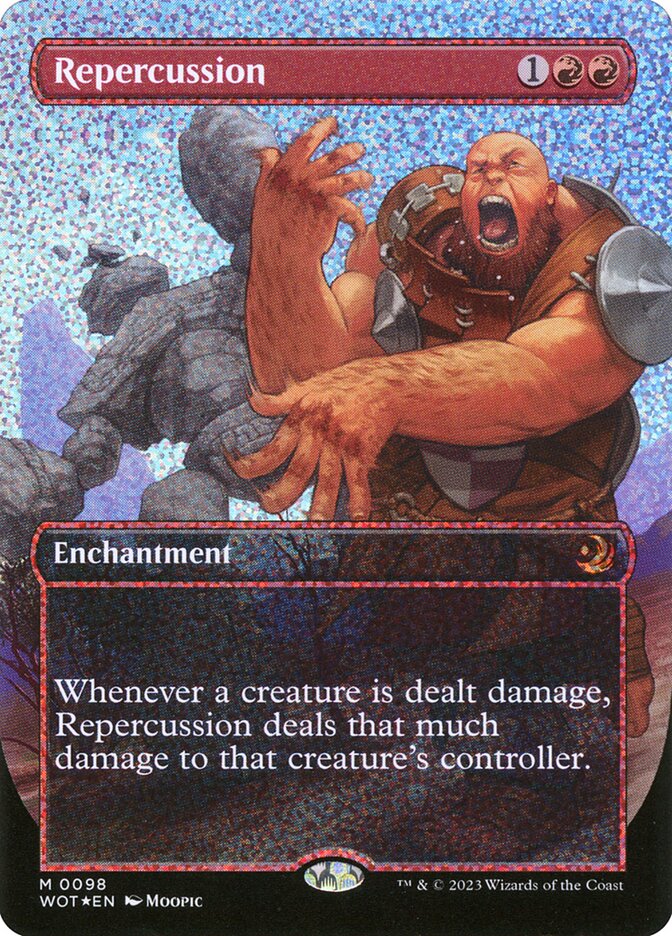 Repercussion 1
Enchantment
Whenever a creature is dealt damage,
Repercussion deals that much
damage to that creature's controller.
M 0098
WOT★EN Moopic
™ & © 2023 Wizards of the Coast